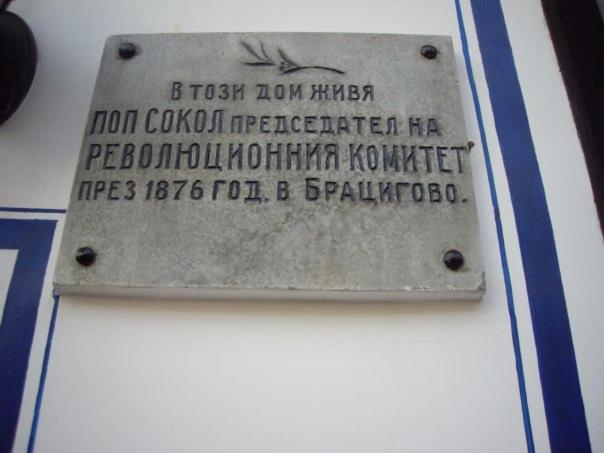 В този дом живя
поп Сокол председател на
революционния комитет
през 1876 год. в Брацигово.